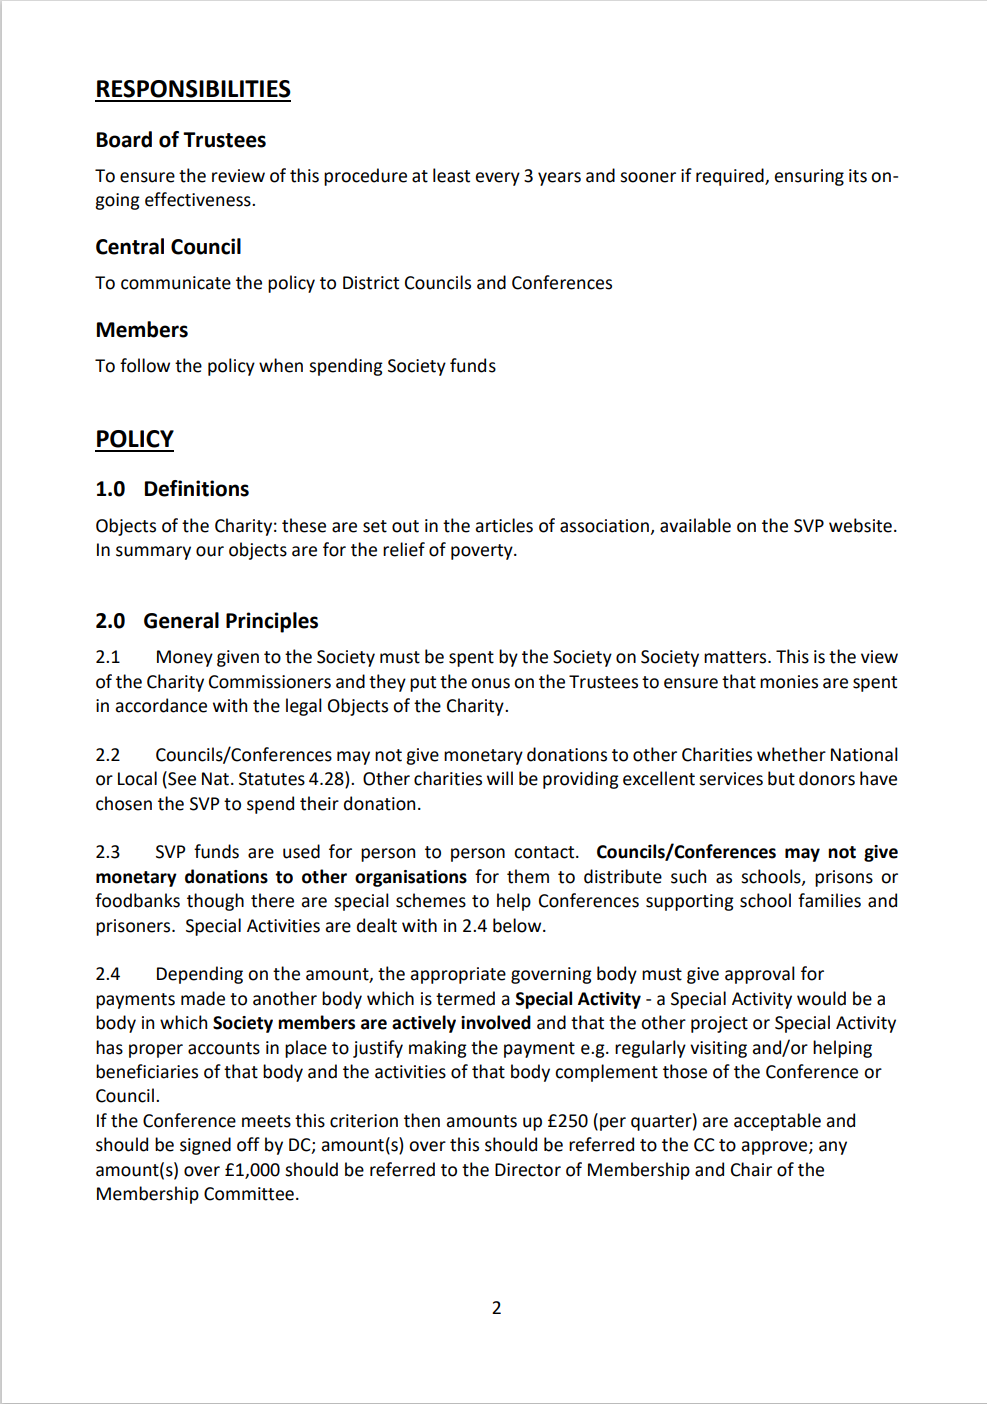 RESPONSIBILITIES
Board of Trustees
To ensure the review of this procedure at least every 3 years and sooner if required, ensuring its on-
going effectiveness.
Central Council
To communicate the policy to District Councils and Conferences
Members
To follow the policy when spending Society funds
POLICY
1.0 Definitions
Objects of the Charity: these are set out in the articles of association, available on the SVP website.
In summary our objects are for the relief of poverty.
2.0 General Principles
2.1 Money given to the Society must be spent by the Society on Society matters. This is the view
of the Charity Commissioners and they put the onus on the Trustees to ensure that monies are spent
in accordance with the legal Objects of the Charity.
2.2 Councils/Conferences may not give monetary donations to other Charities whether National
or Local (See Nat. Statutes 4.28). Other charities will be providing excellent services but donors have
chosen the SVP to spend their donation.
2.3 SVP funds are used for person to person contact. Councils/Conferences may not give
monetary donations to other organisations for them to distribute such as schools, prisons or
foodbanks though there are special schemes to help Conferences supporting school families and
prisoners. Special Activities are dealt with in 2.4 below.
2.4 Depending on the amount, the appropriate governing body must give approval for
payments made to another body which is termed a Special Activity - a Special Activity would be a
body in which Society members are actively involved and that the other project or Special Activity
has proper accounts in place to justify making the payment e.g. regularly visiting and/or helping
beneficiaries of that body and the activities of that body complement those of the Conference or
Council.
If the Conference meets this criterion then amounts up £250 (per quarter) are acceptable and
should be signed off by DC; amount(s) over this should be referred to the CC to approve; any
amount(s) over £1,000 should be referred to the Director of Membership and Chair of the
Membership Committee.
2